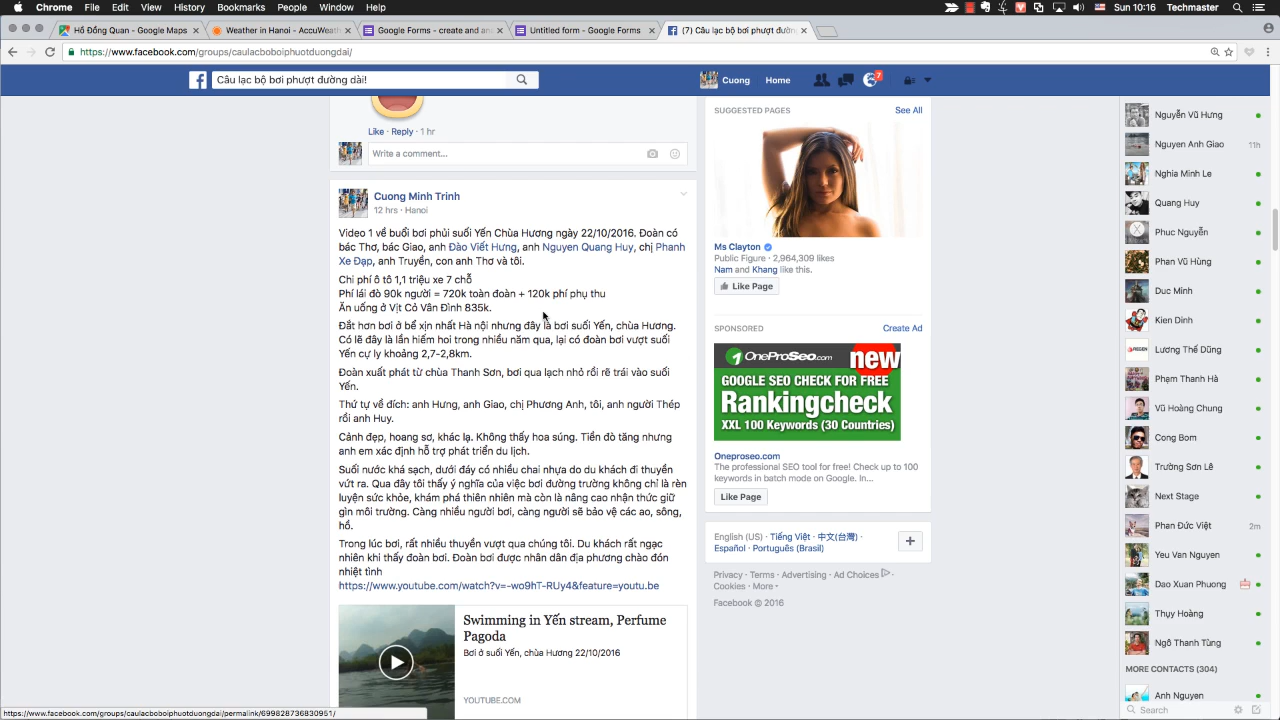 Chrome File Edit View History Bookmarks People Window Help Sun 10:16 Techmaster
Hồ Đồng Quan - Google Maps
Weather in Hanoi - AccuWeath
Google Forms - create and an
Untitled form - Google Forms
(7) Câu lạc bộ bơi phượt đườn
https://www.facebook.com/groups/caulacboboiphuotduongdai/
Câu lạc bộ bơi phượt đường dài!
Cuong Home 7
Like · Reply · 1 hr
Write a comment...
Cuong Minh Trinh
12 hrs · Hanoi
Video 1 về buổi bơi phủi suối Yến Chùa Hương ngày 22/10/2016. Đoàn có
bác Thơ, bác Giao, anh Đào Viết Hưng, anh Nguyen Quang Huy, chị Phanh
Xe Đạp, anh Truyền, con anh Thơ và tôi.
Chi phí ô tô 1,1 triệu xe 7 chỗ
Phí lái đò 90k người = 720k toàn đoàn + 120k phí phụ thu
Ăn uống ở Vịt Cỏ Vân Đình 835k.
Đắt hơn bơi ở bể xịn nhất Hà nội nhưng đây là bơi suối Yến, chùa Hương.
Có lẽ đây là lần hiếm hoi trong nhiều năm qua, lại có đoàn bơi vượt suối
Yến cự ly khoảng 2,7-2,8km.
Đoàn xuất phát từ chùa Thanh Sơn, bơi qua lạch nhỏ rồi rẽ trái vào suối
Yến.
Thứ tự về đích: anh Hưng, anh Giao, chị Phương Anh, tôi, anh người Thép
rồi anh Huy.
Cảnh đẹp, hoang sơ, khác lạ. Không thấy hoa súng. Tiền đò tăng nhưng
anh em xác định hỗ trợ phát triển du lịch.
Suối nước khá sạch, dưới đáy có nhiều chai nhựa do du khách đi thuyền
vứt ra. Qua đây tôi thấy ý nghĩa của việc bơi đường trường không chỉ là rèn
luyện sức khỏe, khám phá thiên nhiên mà còn là nâng cao nhận thức giữ
gìn môi trường. Càng nhiều người bơi, càng người sẽ bảo vệ các ao, sông,
hồ.
Trong lúc bơi, rất nhiều thuyền vượt qua chúng tôi. Du khách rất ngạc
nhiên khi thấy đoàn bơi. Đoàn bơi được nhân dân địa phương chào đón
nhiệt tình
https://www.youtube.com/watch?v=-wo9hT-RUy4&feature=youtu.be
Swimming in Yến stream, Perfume
Pagoda
Bơi ở suối Yến, chùa Hương 22/10/2016
YOUTUBE.COM
https://www.facebook.com/groups/caulacboboiphuotduongdai/permalink/699828736830951/
SUGGESTED PAGES See All
Ms Clayton
Public Figure · 2,964,309 likes
Nam and Khang like this.
Like Page
SPONSORED Create Ad
1 OneProSeo.com new
GOOGLE SEO CHECK FOR FREE
Rankingcheck
XXL 100 Keywords (30 Countries)
Oneproseo.com
The professional SEO tool for free! Check up to 100
keywords in batch mode on Google. In...
Like Page
English (US) · Tiếng Việt · 中文(台灣) ·
Español · Português (Brasil)
Privacy · Terms · Advertising · Ad Choices ·
Cookies · More
Facebook © 2016
Nguyễn Vũ Hưng
Nguyen Anh Giao 11h
Nghia Minh Le
Quang Huy
Phuc Nguyễn
Phan Vũ Hùng
Duc Minh
Kien Dinh
Lương Thế Dũng
Phạm Thanh Hà
Vũ Hoàng Chung
Công Bom
Trường Sơn Lê
Next Stage
Phan Đức Việt 2m
Yeu Van Nguyen
Dao Xuan Phuong
Thụy Hoàng
Ngô Thanh Tùng
MORE CONTACTS (304)
Anh Nguyen
Search